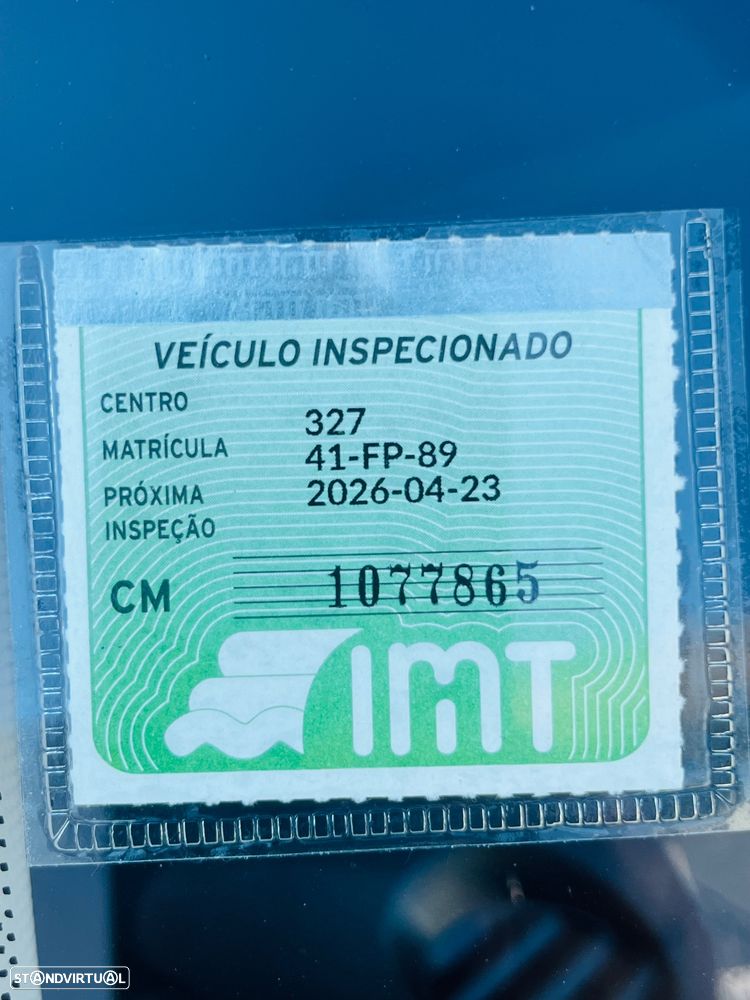 VEÍCULO INSPECIONADO
CENTRO 327
MATRÍCULA 41-FP-89
PRÓXIMA 2026-04-23
INSPEÇÃO
CM 1077865
IMT
STANDVIRTUAL